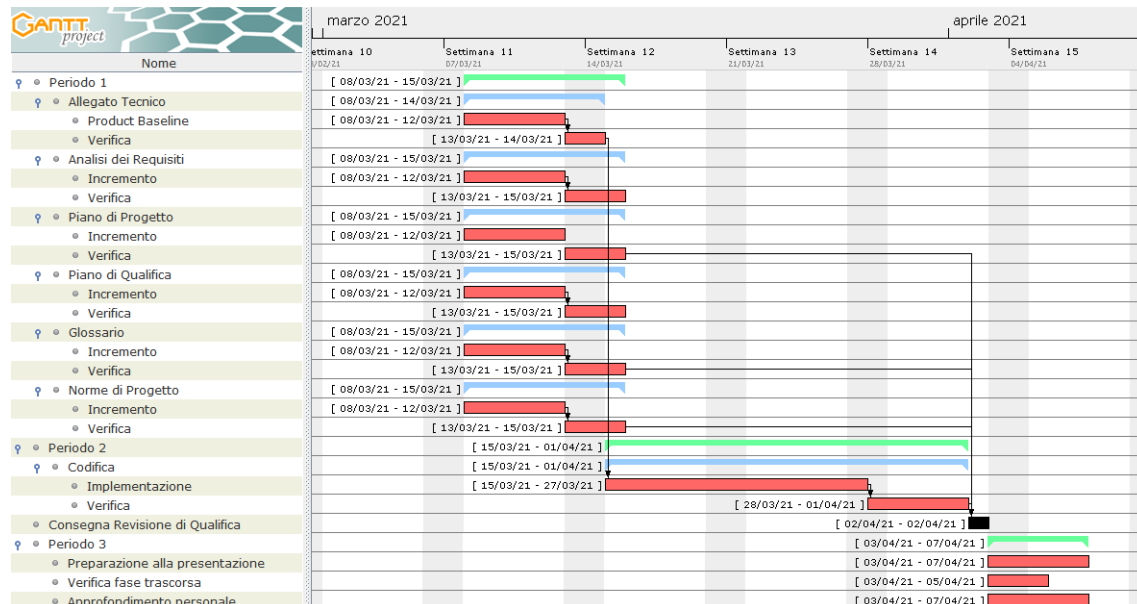 GANTT
project
marzo 2021
aprile 2021
ettimana 10
Settimana 11
Settimana 12
Settimana 13
Settimana 14
Settimana 15
/02/21
07/03/21
14/03/21
21/03/21
28/03/21
04/04/21
Nome
Periodo 1 [ 08/03/21 - 15/03/21 ]
Allegato Tecnico [ 08/03/21 - 14/03/21 ]
Product Baseline [ 08/03/21 - 12/03/21 ]
Verifica [ 13/03/21 - 14/03/21 ]
Analisi dei Requisiti [ 08/03/21 - 15/03/21 ]
Incremento [ 08/03/21 - 12/03/21 ]
Verifica [ 13/03/21 - 15/03/21 ]
Piano di Progetto [ 08/03/21 - 15/03/21 ]
Incremento [ 08/03/21 - 12/03/21 ]
Verifica [ 13/03/21 - 15/03/21 ]
Piano di Qualifica [ 08/03/21 - 15/03/21 ]
Incremento [ 08/03/21 - 12/03/21 ]
Verifica [ 13/03/21 - 15/03/21 ]
Glossario [ 08/03/21 - 15/03/21 ]
Incremento [ 08/03/21 - 12/03/21 ]
Verifica [ 13/03/21 - 15/03/21 ]
Norme di Progetto [ 08/03/21 - 15/03/21 ]
Incremento [ 08/03/21 - 12/03/21 ]
Verifica [ 13/03/21 - 15/03/21 ]
Periodo 2 [ 15/03/21 - 01/04/21 ]
Codifica [ 15/03/21 - 01/04/21 ]
Implementazione [ 15/03/21 - 27/03/21 ]
Verifica [ 28/03/21 - 01/04/21 ]
Consegna Revisione di Qualifica [ 02/04/21 - 02/04/21 ]
Periodo 3 [ 03/04/21 - 07/04/21 ]
Preparazione alla presentazione [ 03/04/21 - 07/04/21 ]
Verifica fase trascorsa [ 03/04/21 - 05/04/21 ]
Approfondimento personale [ 03/04/21 - 07/04/21 ]